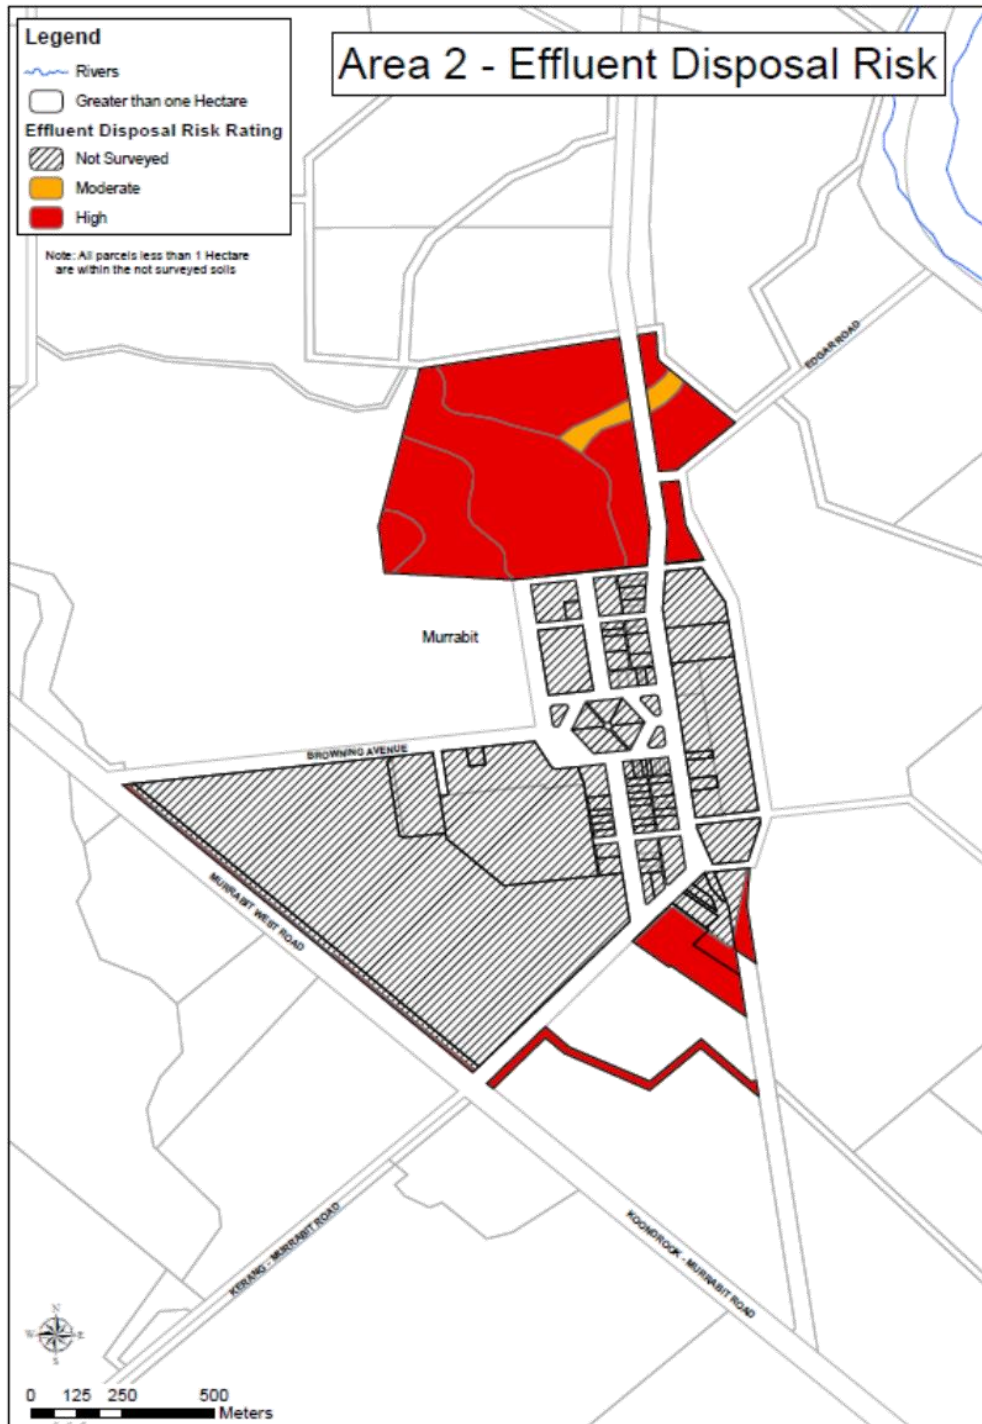 Legend
Rivers
Greater than one Hectare
Effluent Disposal Risk Rating
Not Surveyed
Moderate
High
Note: All parcels less than 1 Hectare
are within the not surveyed soils
Area 2 - Effluent Disposal Risk
EDGAR ROAD
Murrabit
BROWNING AVENUE
MURRABIT WEST ROAD
KERANG - MURRABIT ROAD
KOONDROOK - MURRABIT ROAD
N
W E
S
0 125 250 500
Meters